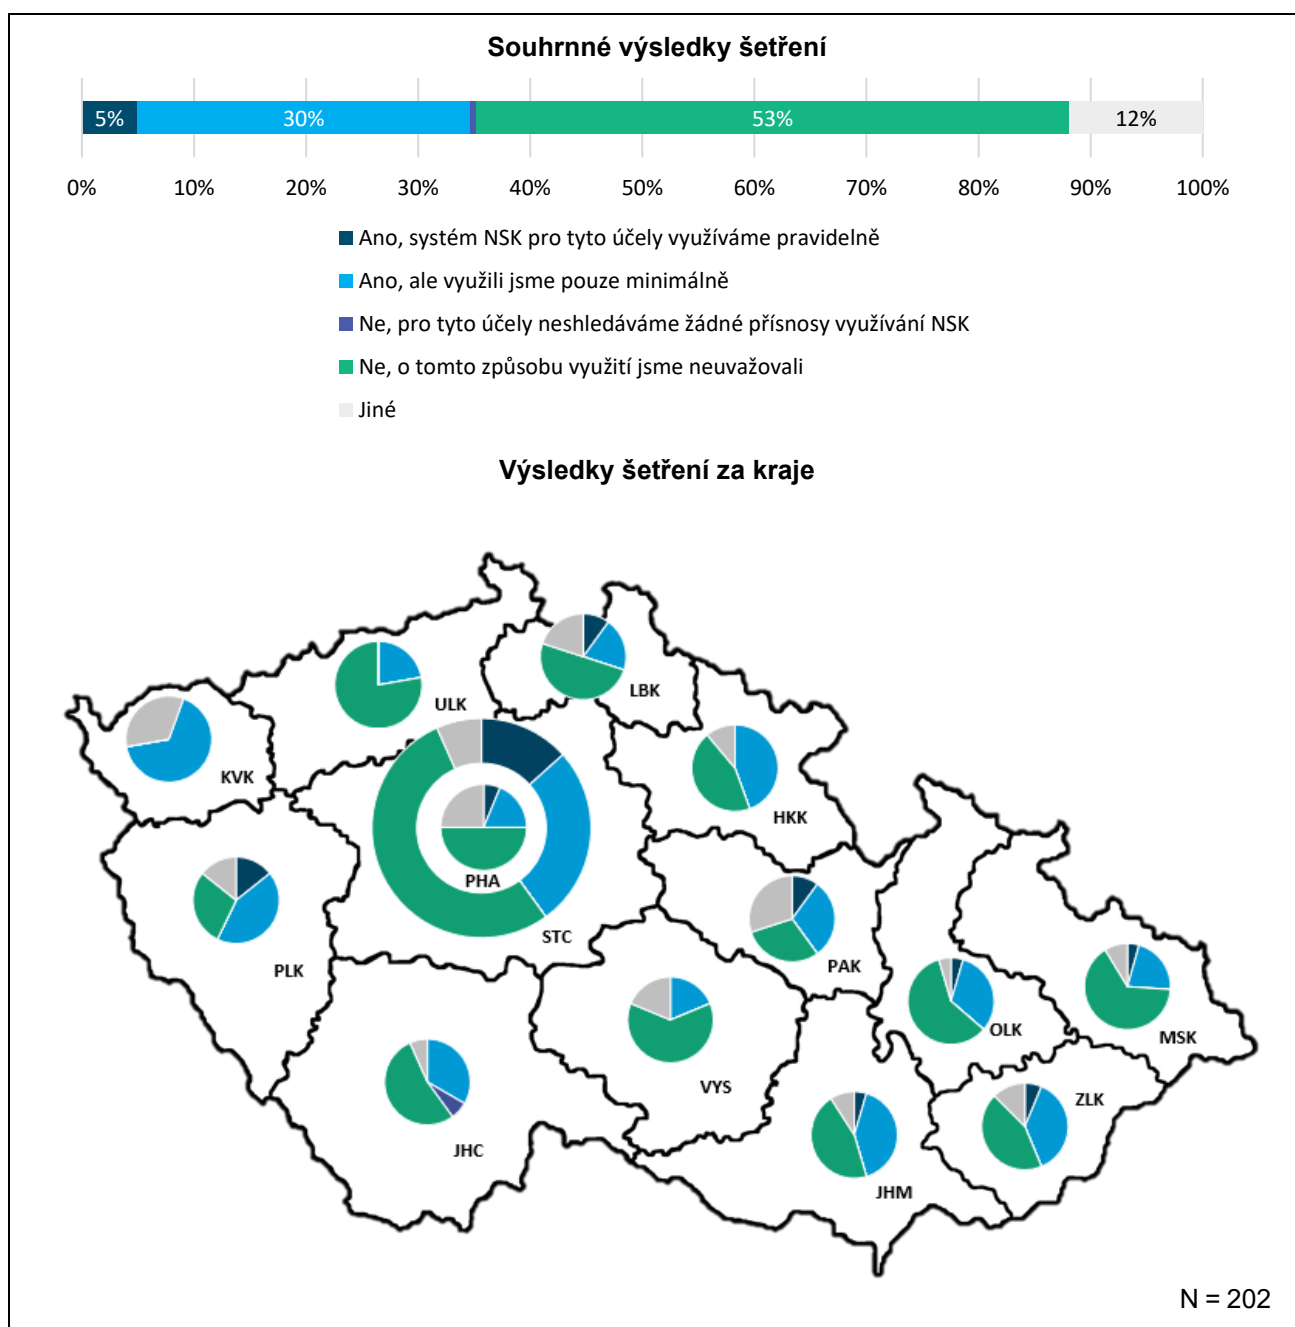 Souhrnné výsledky šetření
5%
30%
53%
12%
0% 10% 20% 30% 40% 50% 60% 70% 80% 90% 100%
Ano, systém NSK pro tyto účely využíváme pravidelně
Ano, ale využili jsme pouze minimálně
Ne, pro tyto účely neshledáváme žádné přísnosy využívání NSK
Ne, o tomto způsobu využití jsme neuvažovali
Jiné
Výsledky šetření za kraje
LBK
ULK
KVK
HKK
PHA
STC
PLK
PAK
OLK
MSK
VYS
ZLK
JHC
JHM
N = 202